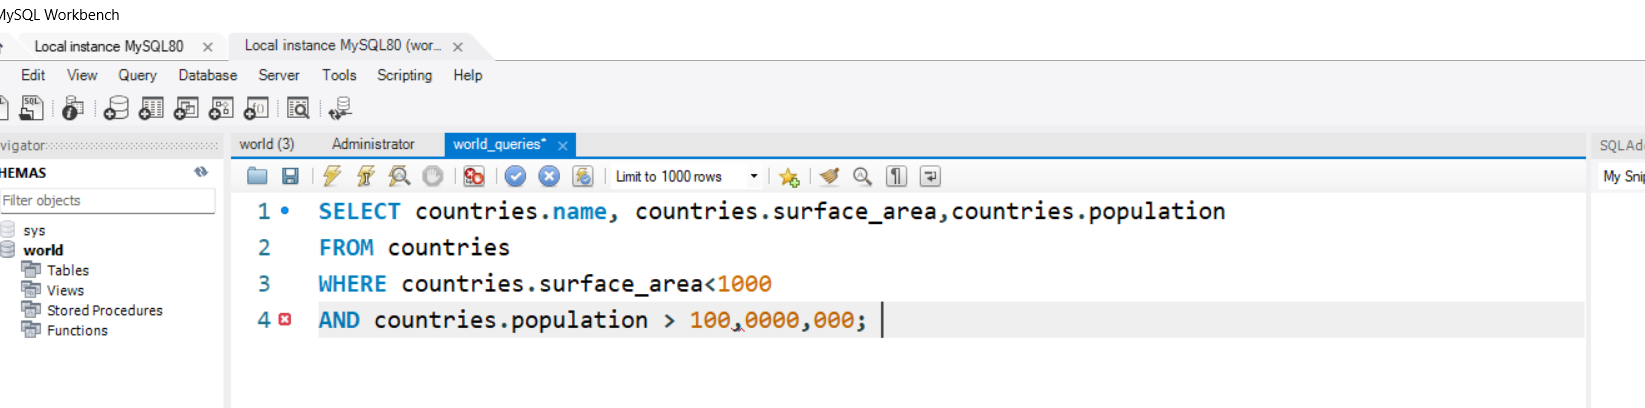 MySQL Workbench
Local instance MySQL80 × Local instance MySQL80 (wor... ×
Edit View Query Database Server Tools Scripting Help
vigator world (3) Administrator world_queries* × SQLAd
HEMAS Limit to 1000 rows My Snip
Filter objects
sys
world
Tables
Views
Stored Procedures
Functions
1 SELECT countries.name, countries.surface_area,countries.population
2 FROM countries
3 WHERE countries.surface_area<1000
4 AND countries.population > 100,0000,000;